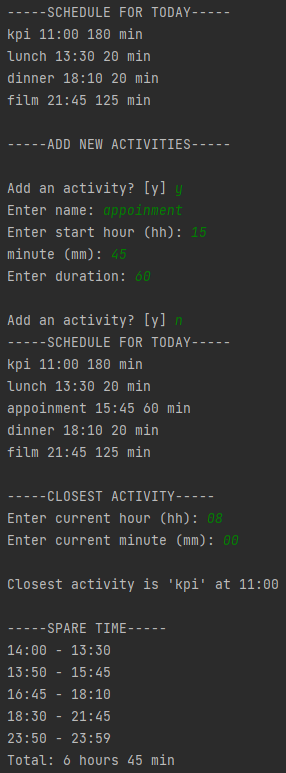 -----SCHEDULE FOR TODAY-----
kpi 11:00 180 min
lunch 13:30 20 min
dinner 18:10 20 min
film 21:45 125 min
-----ADD NEW ACTIVITIES-----
Add an activity? [y] y
Enter name: appoinment
Enter start hour (hh): 15
minute (mm): 45
Enter duration: 60
Add an activity? [y] n
-----SCHEDULE FOR TODAY-----
kpi 11:00 180 min
lunch 13:30 20 min
appoinment 15:45 60 min
dinner 18:10 20 min
film 21:45 125 min
-----CLOSEST ACTIVITY-----
Enter current hour (hh): 08
Enter current minute (mm): 00
Closest activity is 'kpi' at 11:00
-----SPARE TIME-----
14:00 - 13:30
13:50 - 15:45
16:45 - 18:10
18:30 - 21:45
23:50 - 23:59
Total: 6 hours 45 min